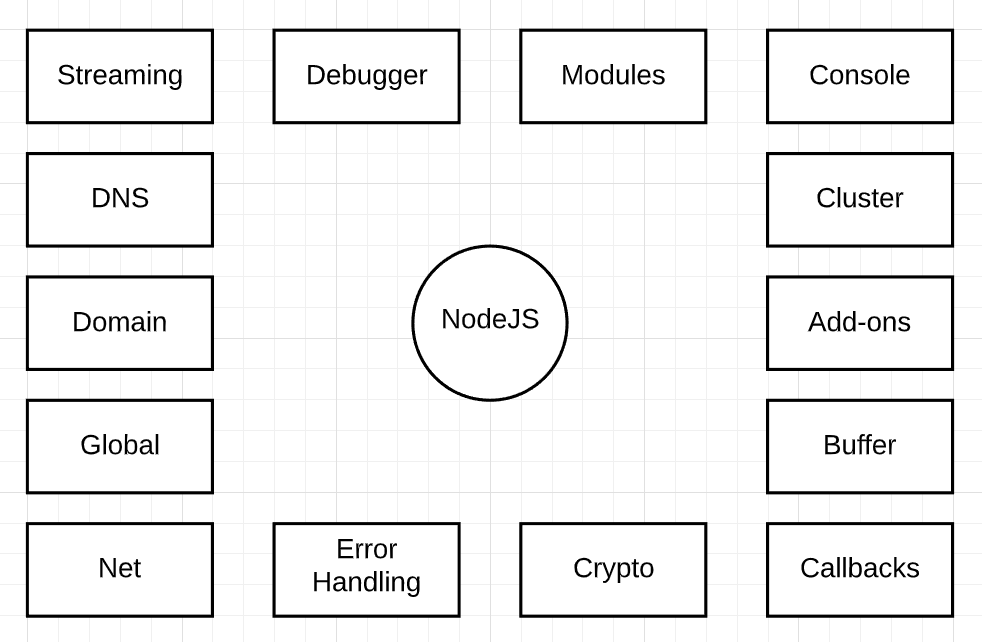 Streaming
Debugger
Modules
Console
DNS
Cluster
Domain
NodeJS
Add-ons
Global
Buffer
Net
Error
Handling
Crypto
Callbacks